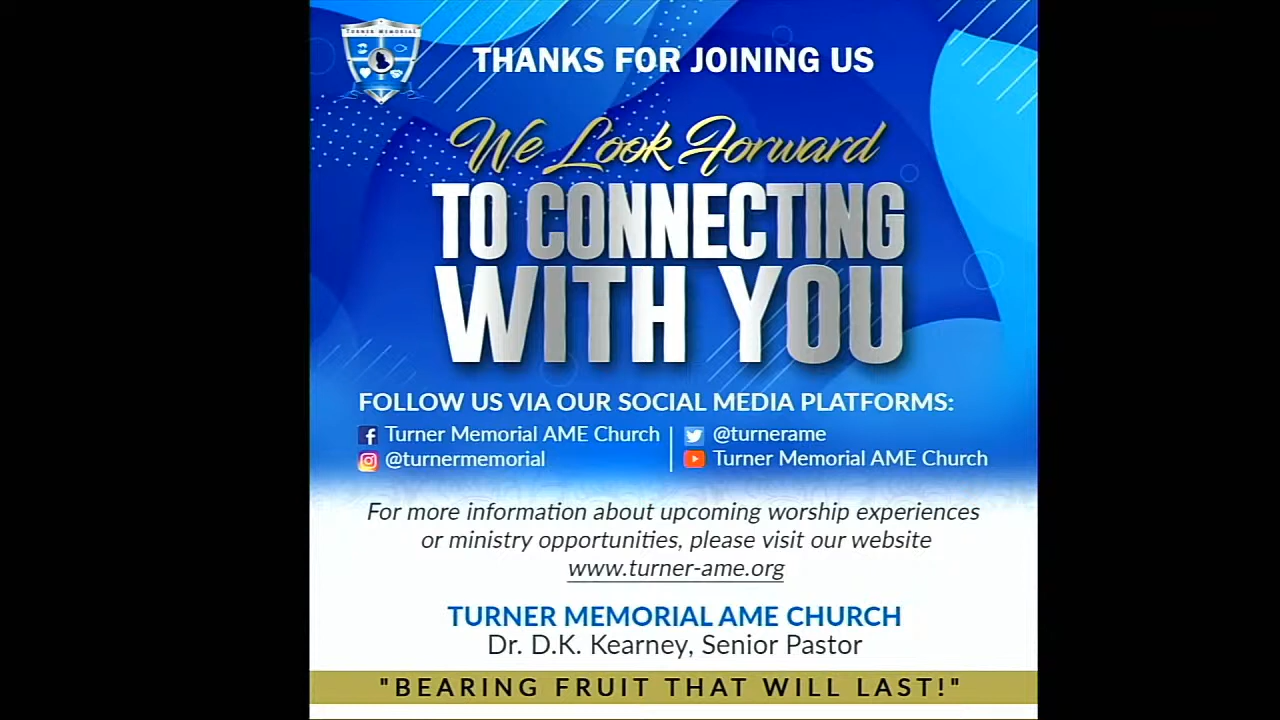 TURNER MEMORIAL
THANKS FOR JOINING US
We Look Forward
TO CONNECTING
WITH YOU
FOLLOW US VIA OUR SOCIAL MEDIA PLATFORMS:
Turner Memorial AME Church @turnerame
@turnermemorial Turner Memorial AME Church
For more information about upcoming worship experiences
or ministry opportunities, please visit our website
www.turner-ame.org
TURNER MEMORIAL AME CHURCH
Dr. D.K. Kearney, Senior Pastor
"BEARING FRUIT THAT WILL LAST!"